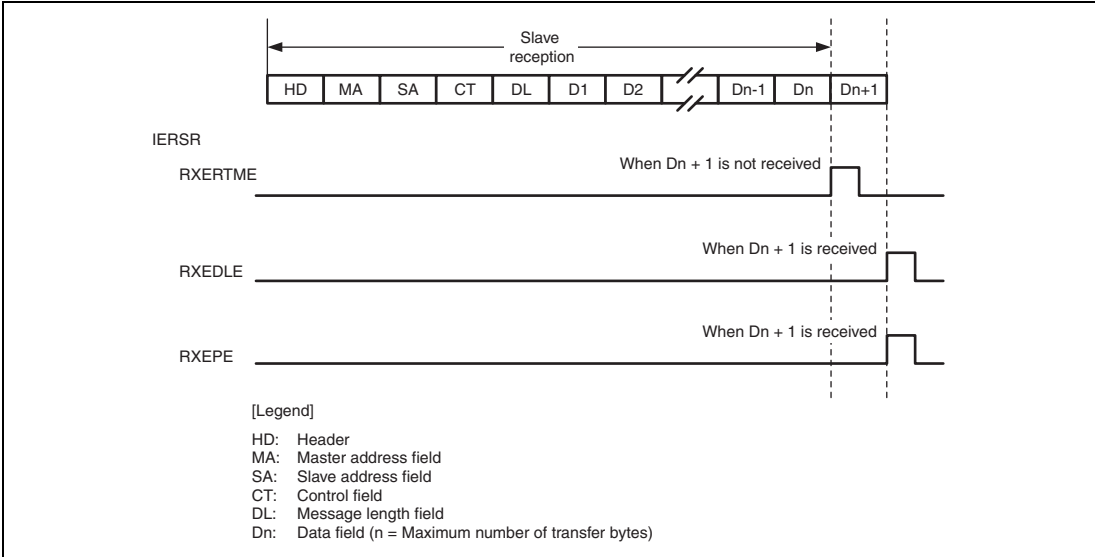 Slave
reception
HD MA SA CT DL D1 D2 Dn-1 Dn Dn+1
IERSR
When Dn + 1 is not received
RXERTME
When Dn + 1 is received
RXEDLE
When Dn + 1 is received
RXEPE
[Legend]
HD: Header
MA: Master address field
SA: Slave address field
CT: Control field
DL: Message length field
Dn: Data field (n = Maximum number of transfer bytes)